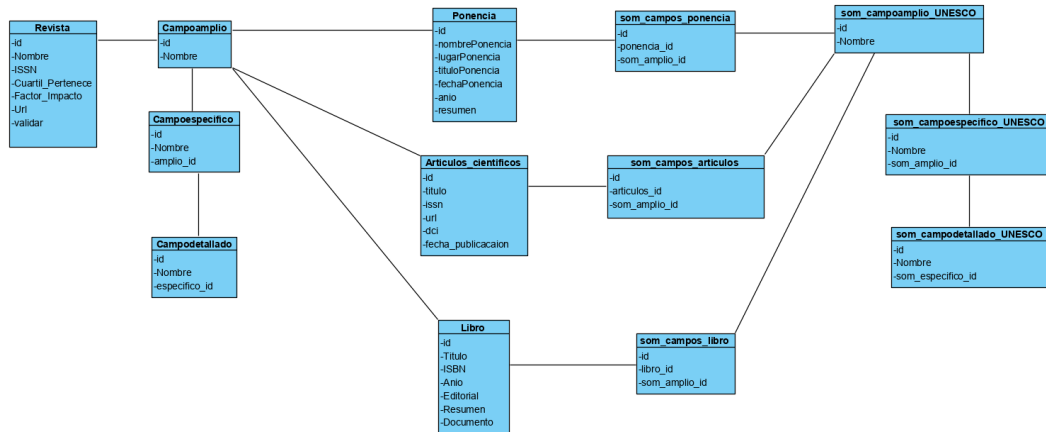 Revista
-id
-Nombre
-ISSN
-Cuartil_Pertenece
-Factor_Impacto
-Url
-validar
Campoamplio
-id
-Nombre
Campoespecifico
-id
-Nombre
-amplio_id
Campodetallado
-id
-Nombre
-especifico_id
Ponencia
-id
-nombrePonencia
-lugarPonencia
-tituloPonencia
-fechaPonencia
-anio
-resumen
Articulos_cientificos
-id
-titulo
-issn
-url
-dci
-fecha_publicacaion
Libro
-id
-Titulo
-ISBN
-Anio
-Editorial
-Resumen
-Documento
som_campos_ponencia
-id
-ponencia_id
-som_amplio_id
som_campos_articulos
-id
-articulos_id
-som_amplio_id
som_campos_libro
-id
-libro_id
-som_amplio_id
som_campoamplio_UNESCO
-id
-Nombre
som_campoespecifico_UNESCO
-id
-Nombre
-som_amplio_id
som_campodetallado_UNESCO
-id
-Nombre
-som_especifico_id